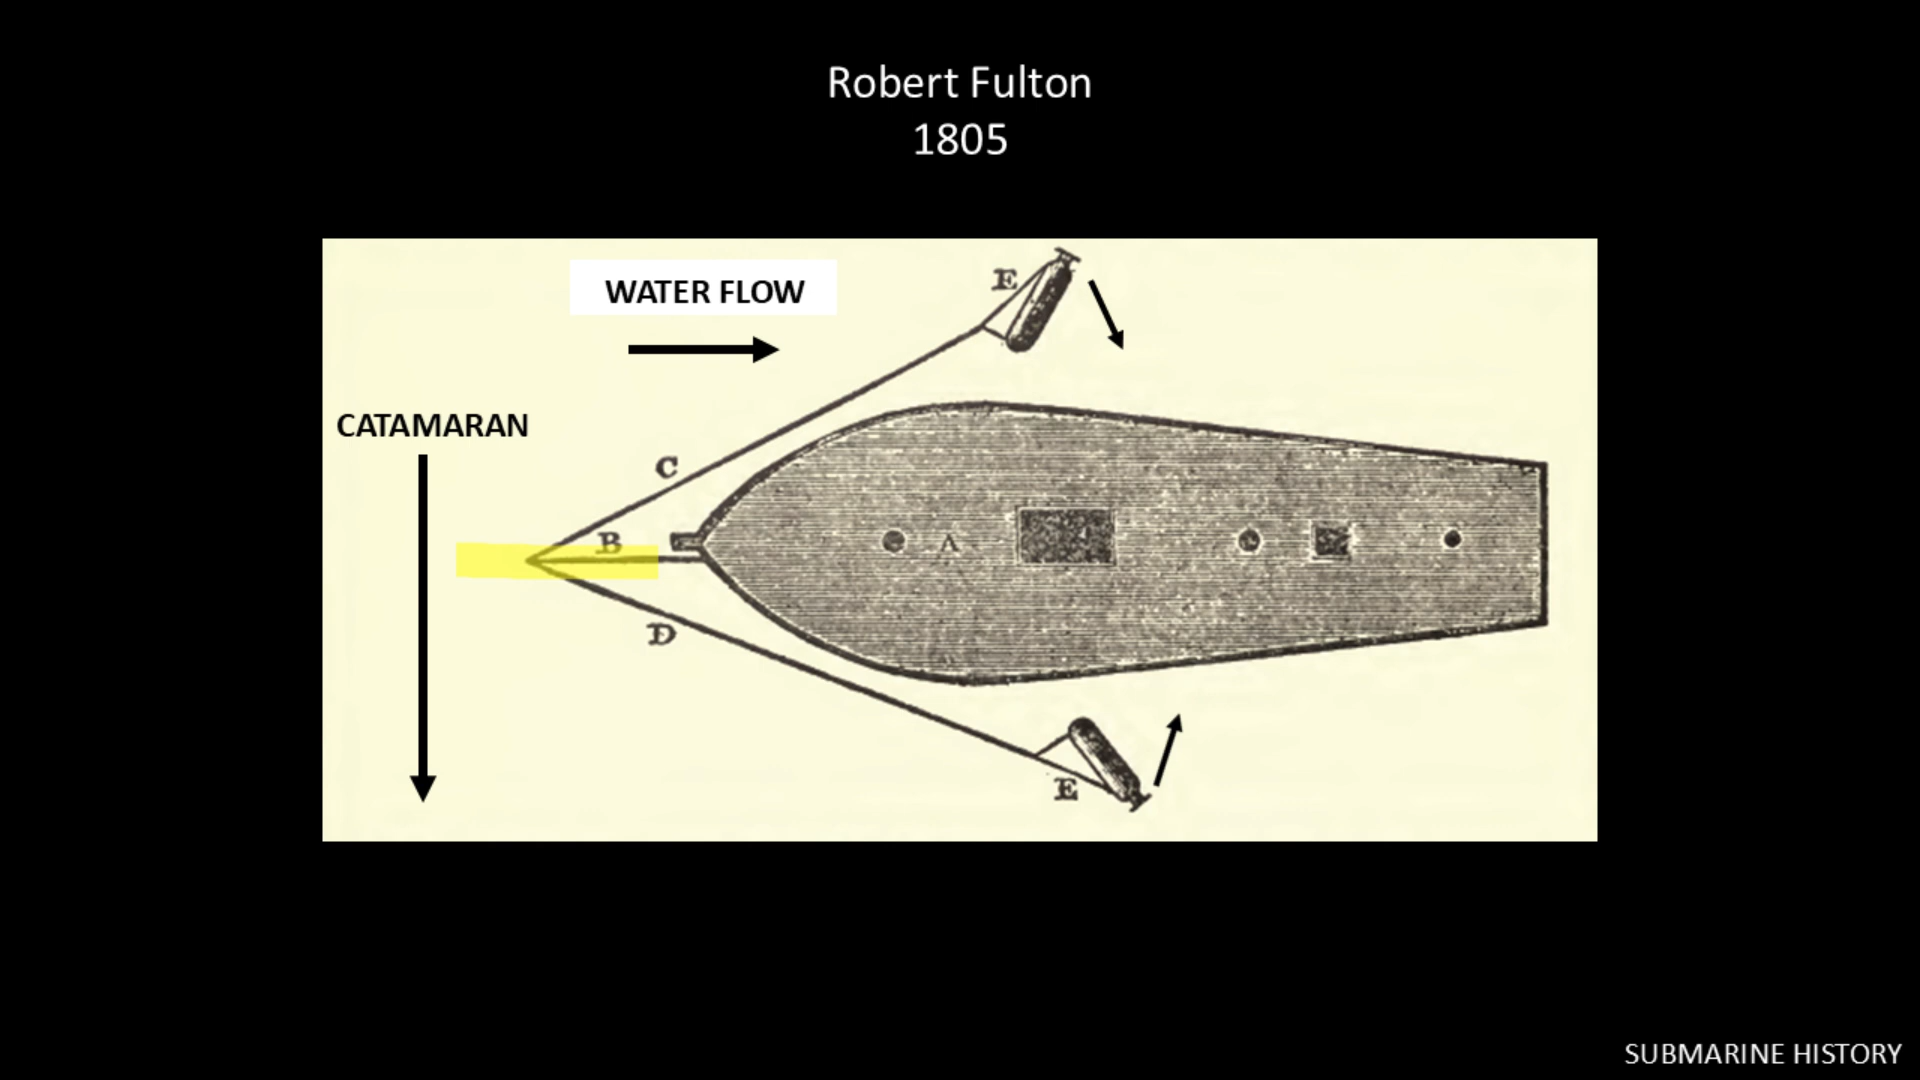 Robert Fulton
1805
WATER FLOW
E
CATAMARAN
C
B
A
D
E
SUBMARINE HISTORY